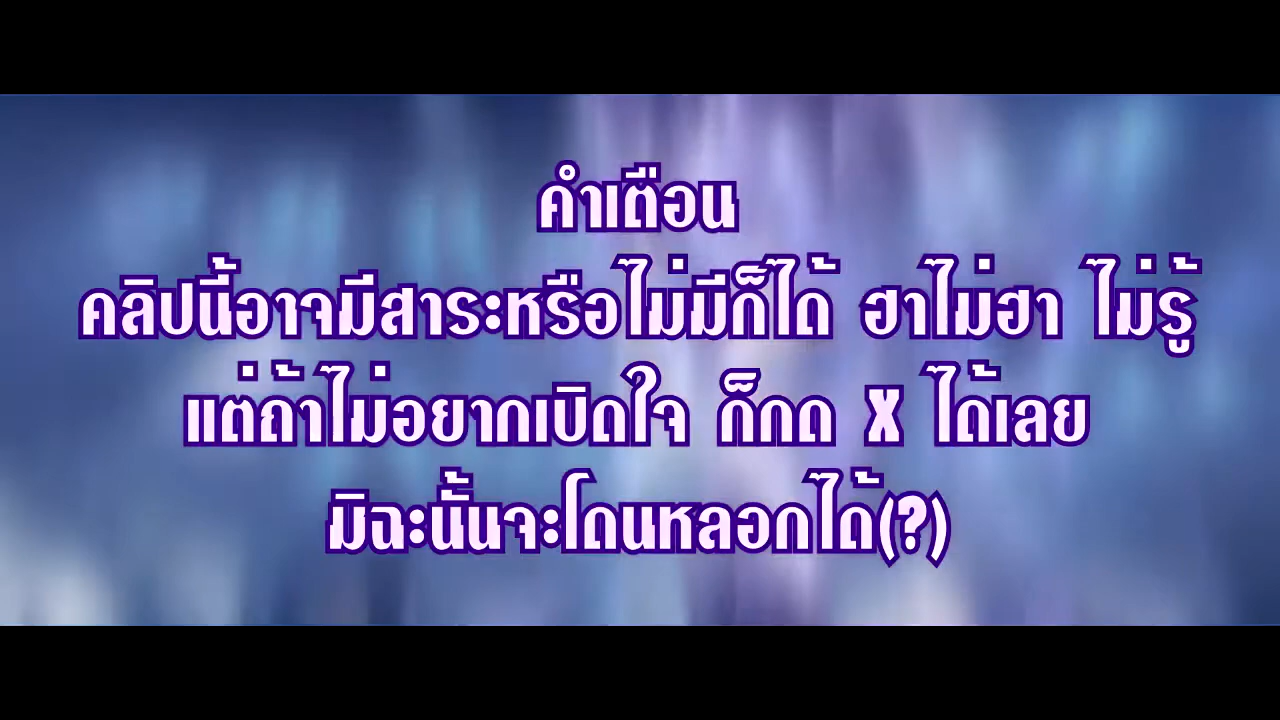 คำเตือน
คลิปนี้อาจมีสาระหรือไม่มีก็ได้ ฮาไม่ฮา ไม่รู้
แต่ถ้าไม่อยากเปิดใจ ก็กด X ได้เลย
มิฉะนั้นจะโดนหลอกได้(?)